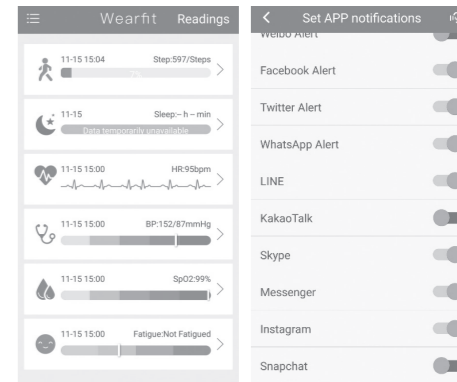 Wearfit Readings
11-15 15:04 Step:597/Steps
7%
11-15 Sleep:-- h -- min
Data temporarily unavailable
11-15 15:00 HR:95bpm
11-15 15:00 BP:152/87mmHg
11-15 15:00 SpO2:99%
11-15 15:00 Fatigue:Not Fatigued
Set APP notifications
Weibo Alert
Facebook Alert
Twitter Alert
WhatsApp Alert
LINE
KakaoTalk
Skype
Messenger
Instagram
Snapchat